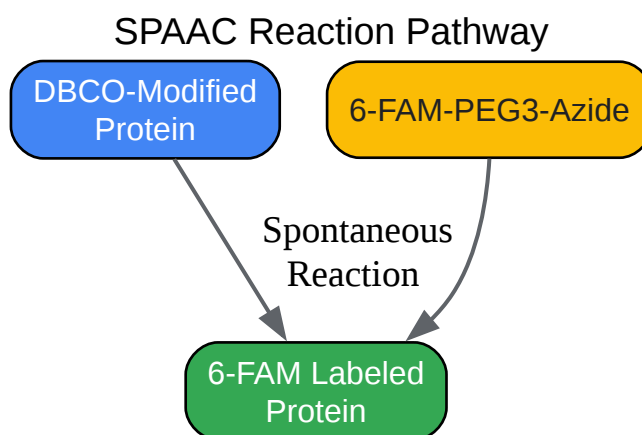 SPAAC Reaction Pathway
DBCO-Modified
Protein
6-FAM-PEG3-Azide
Spontaneous
Reaction
6-FAM Labeled
Protein